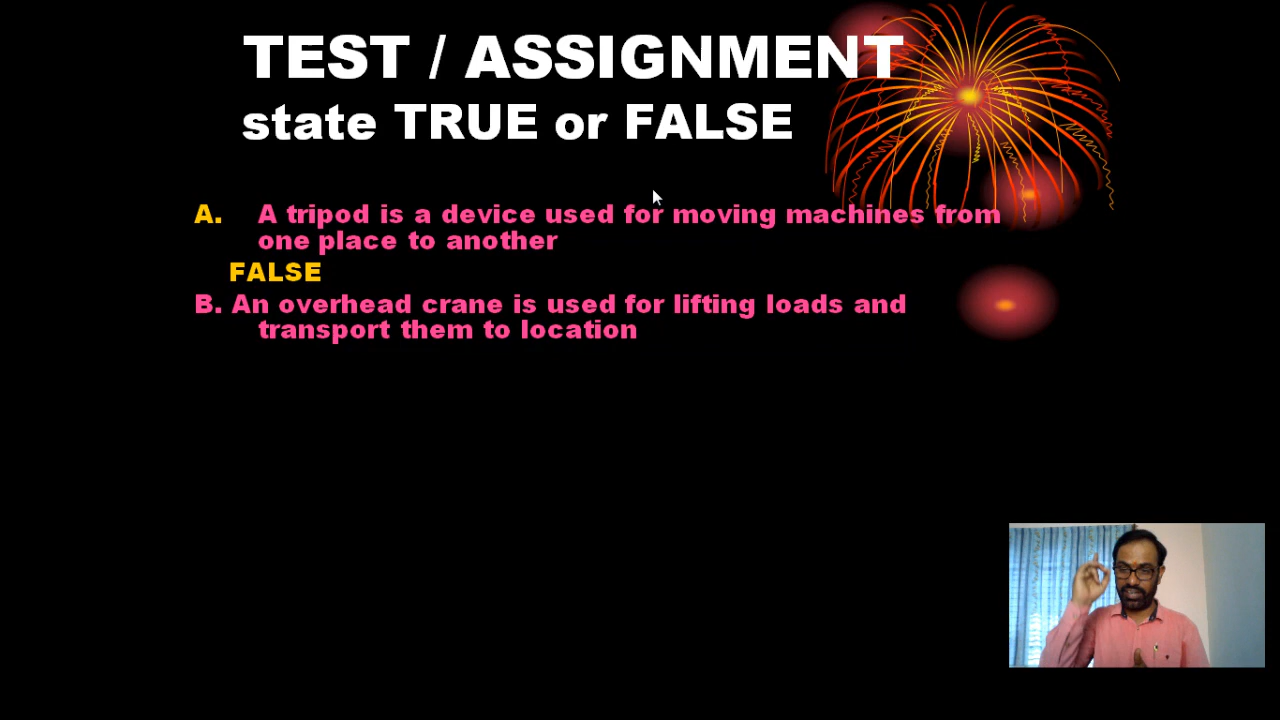 TEST / ASSIGNMENT
state TRUE or FALSE
A. A tripod is a device used for moving machines from
one place to another
FALSE
B. An overhead crane is used for lifting loads and
transport them to location